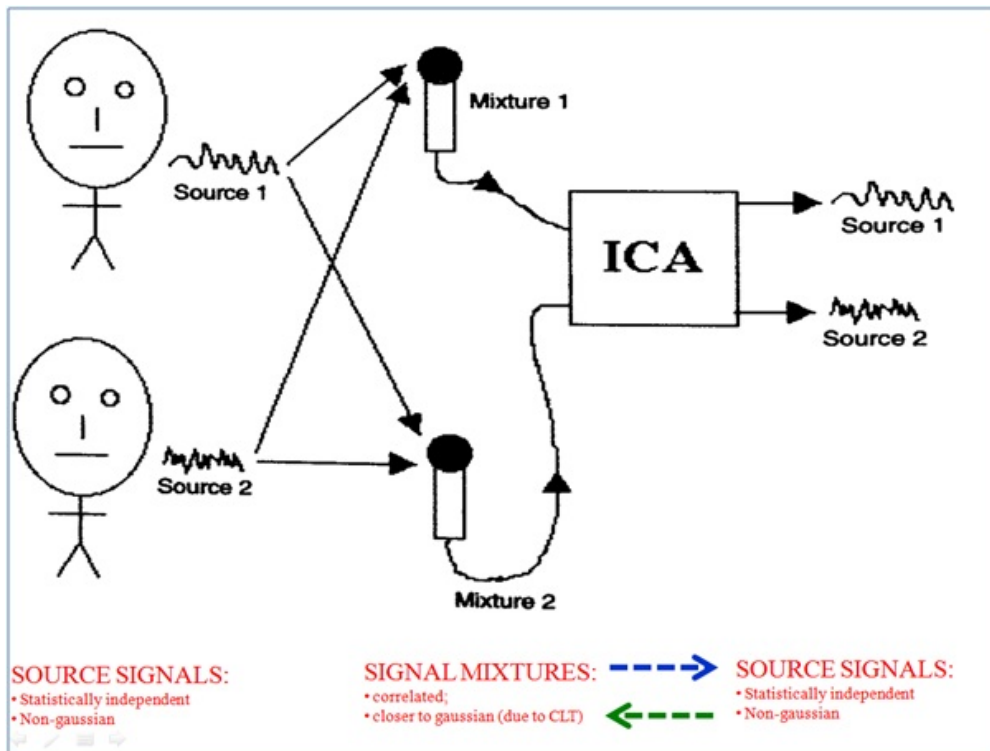 Mixture 1
Source 1
ICA
Source 1
Source 2
Source 2
Mixture 2
SOURCE SIGNALS:
• Statistically independent
• Non-gaussian
SIGNAL MIXTURES:
• correlated;
• closer to gaussian (due to CLT)
SOURCE SIGNALS:
• Statistically independent
• Non-gaussian